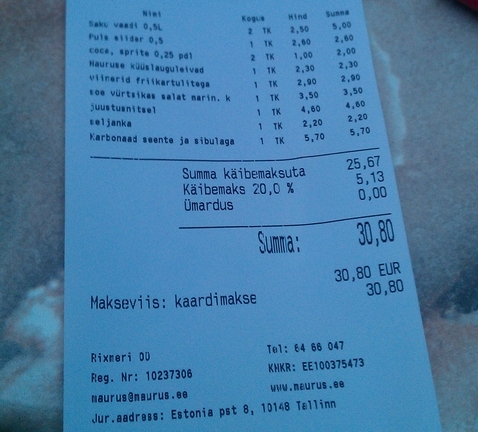 Nimi Kogus Hind Summa
Saku vaadi 0,5L 2 TK 2,50 5,00
Pula siider 0,5 1 TK 2,60 2,60
coca, sprite 0,25 pdl 2 TK 1,00 2,00
Mauruse küüslauguleivad 1 TK 2,30 2,30
viinerid friikartulitega 1 TK 2,90 2,90
soe vürtsikas salat marin. k 1 TK 3,50 3,50
juustusnitsel 1 TK 4,60 4,60
seljanka 1 TK 2,20 2,20
Karbonaad seente ja sibulaga 1 TK 5,70 5,70
Summa käibemaksuta 25,67
Käibemaks 20,0 % 5,13
Ümardus 0,00
Summa: 30,80
30,80 EUR
Makseviis: kaardimakse 30,80
Rixmeri OÜ Tel: 64 66 047
Reg. Nr: 10237306 KMKR: EE100375473
maurus@maurus.ee www.maurus.ee
Jur.aadress: Estonia pst 8, 10148 Tallinn